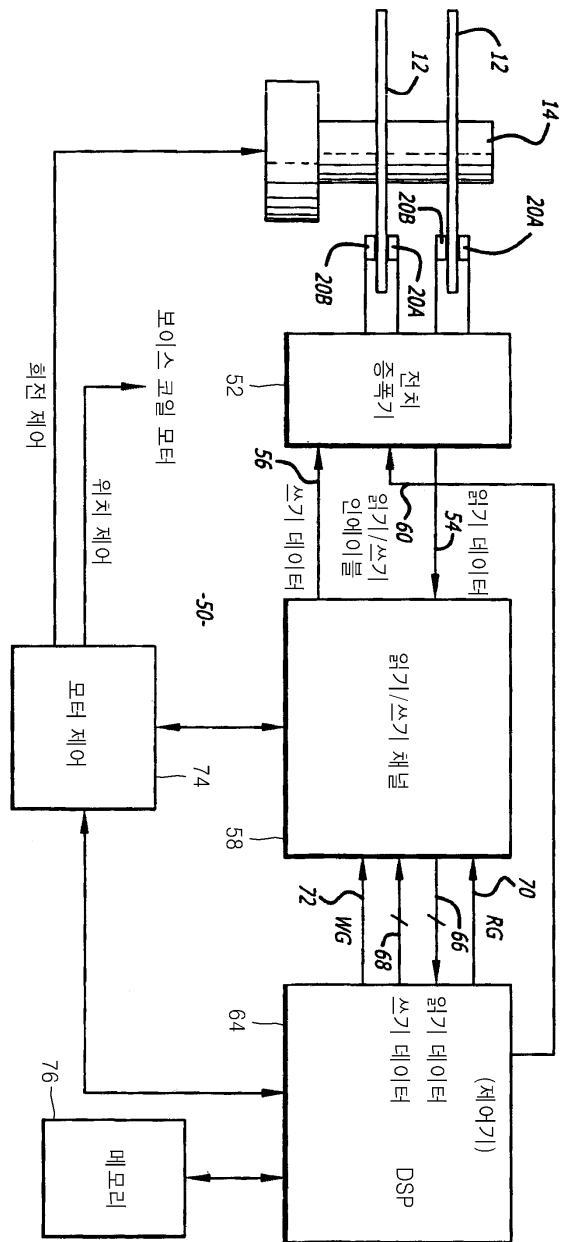 14
12
20A
20B
12
20A
20B
전치
증폭기
52
읽기 데이터
54
60
읽기/쓰기
인에이블
쓰기 데이터
56
읽기/쓰기 채널
58
70
RG
66
68
WG
72
(제어기)
DSP
읽기 데이터
쓰기 데이터
64
-50-
보이스 코일 모터
위치 제어
회전 제어
모터 제어
74
메모리
76